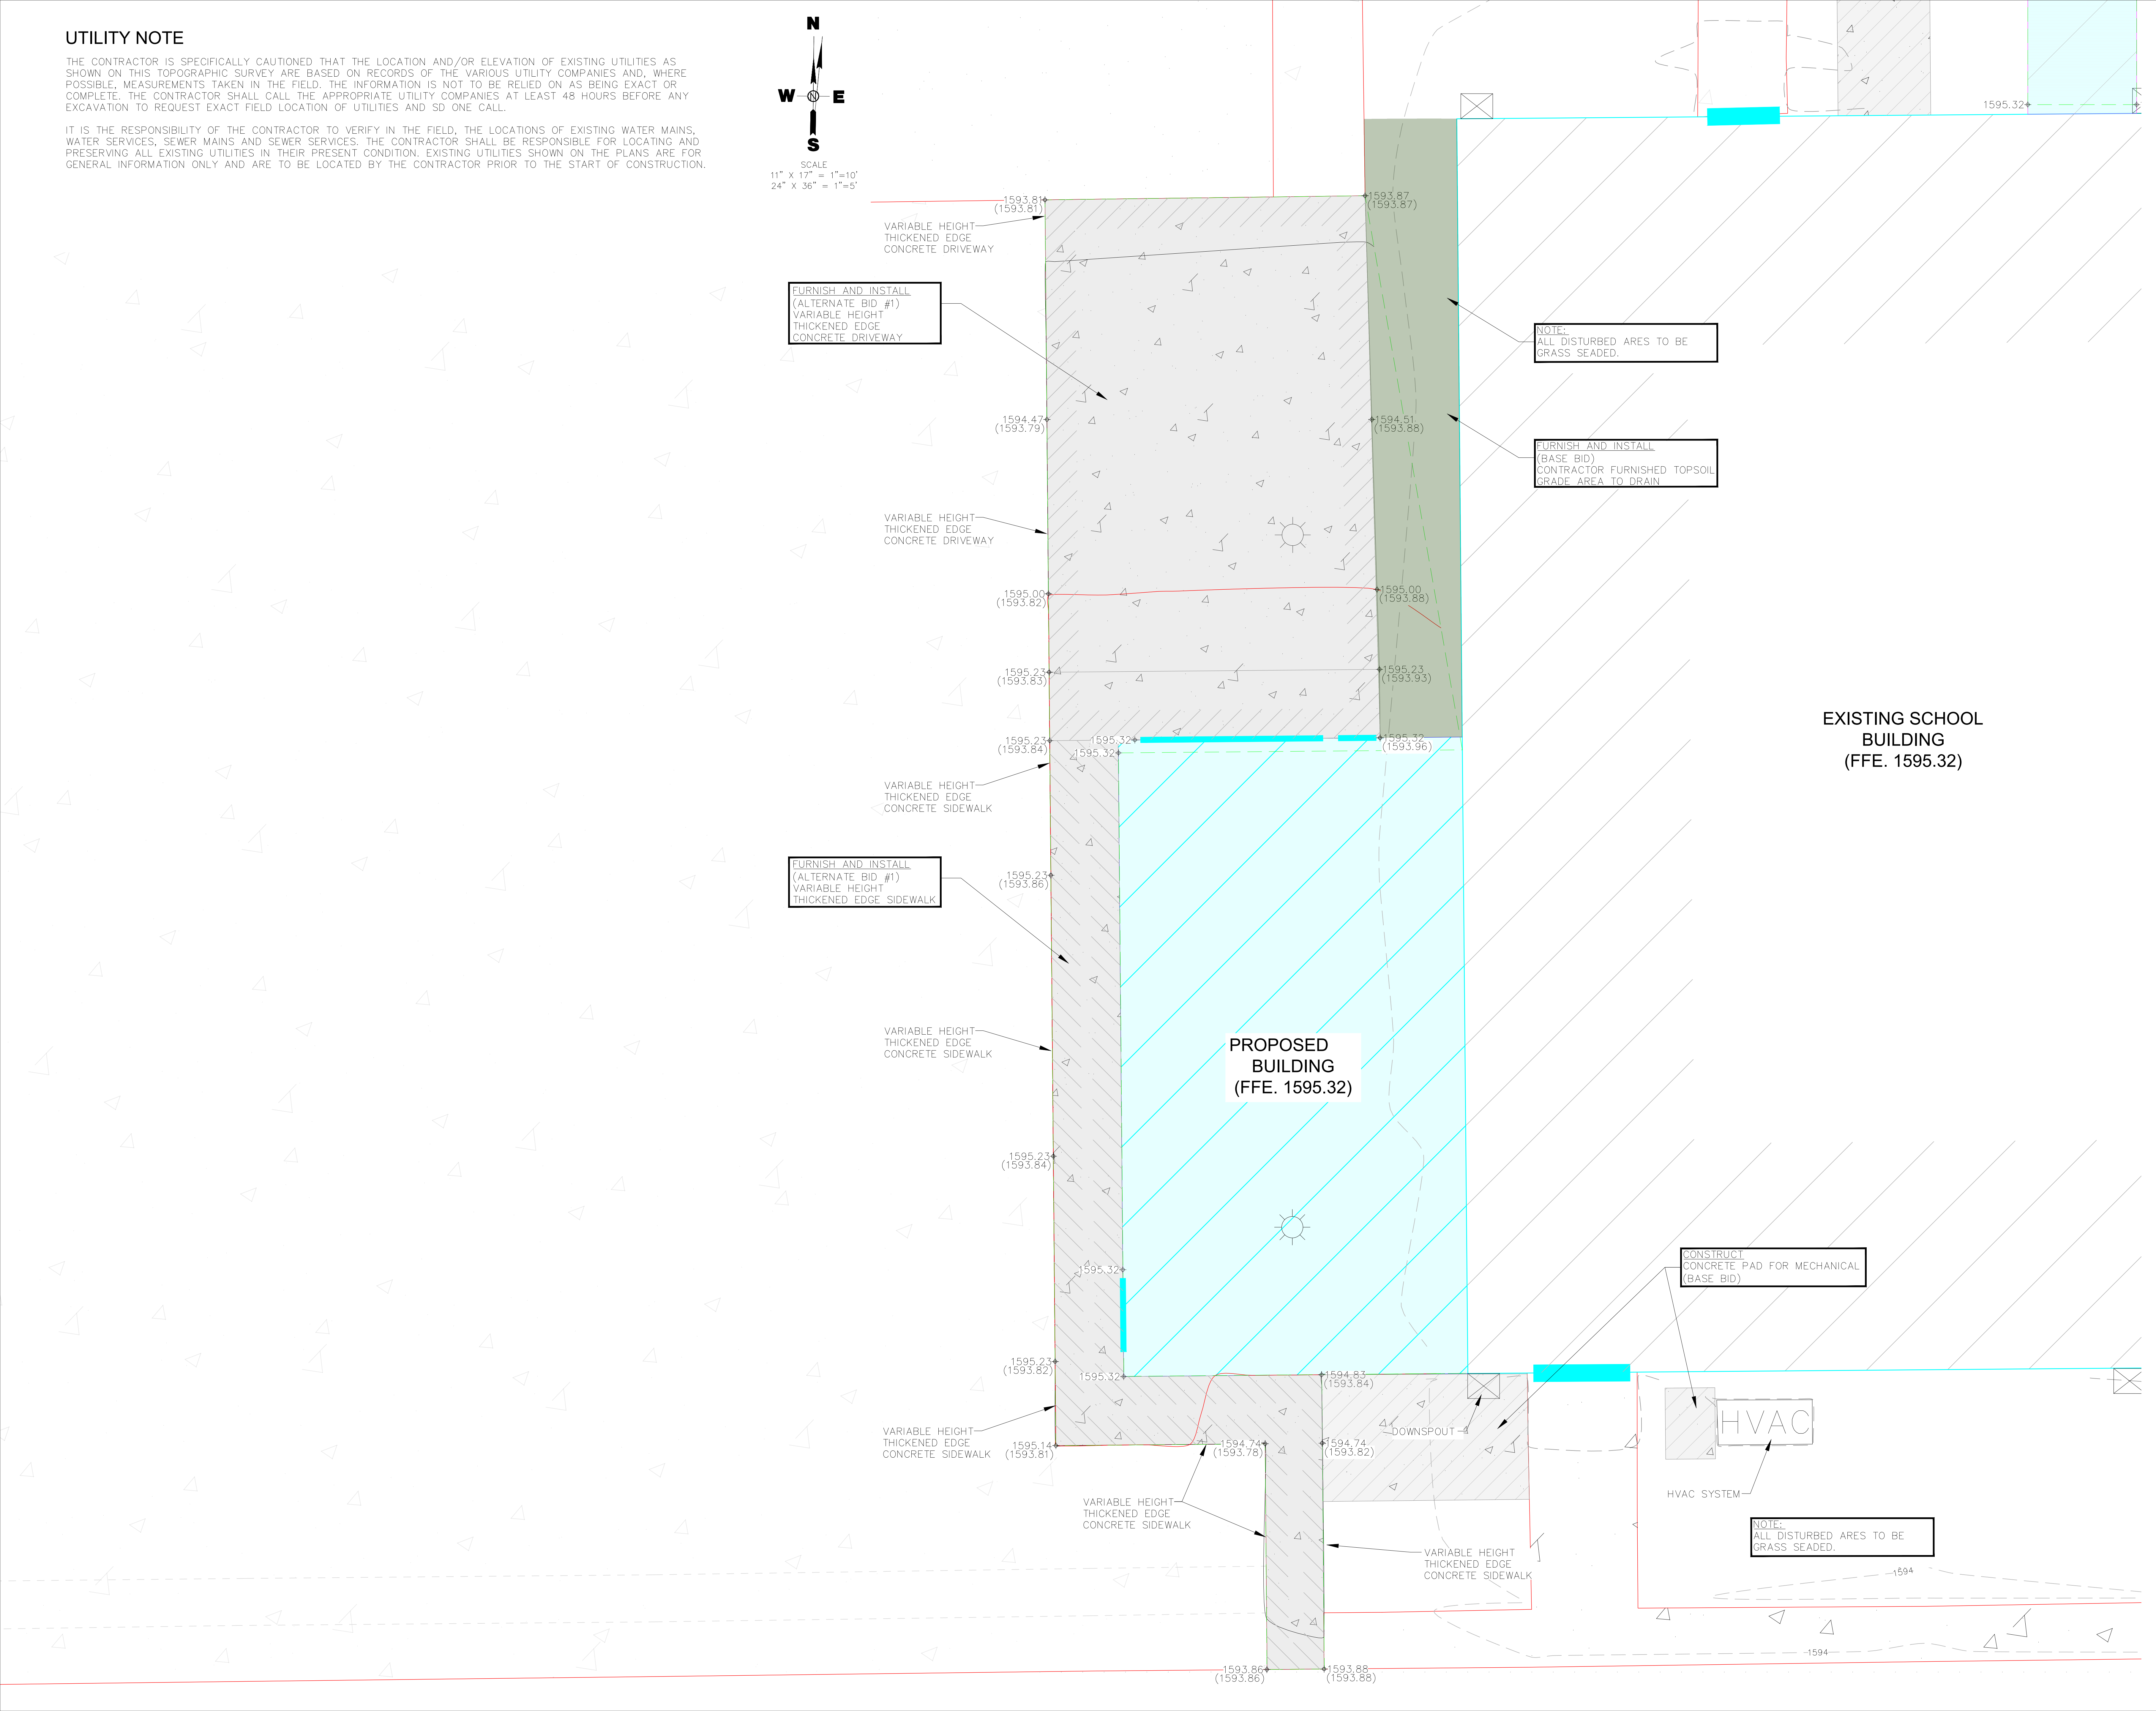 UTILITY NOTE
THE CONTRACTOR IS SPECIFICALLY CAUTIONED THAT THE LOCATION AND/OR ELEVATION OF EXISTING UTILITIES AS
SHOWN ON THIS TOPOGRAPHIC SURVEY ARE BASED ON RECORDS OF THE VARIOUS UTILITY COMPANIES AND, WHERE
POSSIBLE, MEASUREMENTS TAKEN IN THE FIELD. THE INFORMATION IS NOT TO BE RELIED ON AS BEING EXACT OR
COMPLETE. THE CONTRACTOR SHALL CALL THE APPROPRIATE UTILITY COMPANIES AT LEAST 48 HOURS BEFORE ANY
EXCAVATION TO REQUEST EXACT FIELD LOCATION OF UTILITIES AND SD ONE CALL.
IT IS THE RESPONSIBILITY OF THE CONTRACTOR TO VERIFY IN THE FIELD, THE LOCATIONS OF EXISTING WATER MAINS,
WATER SERVICES, SEWER MAINS AND SEWER SERVICES. THE CONTRACTOR SHALL BE RESPONSIBLE FOR LOCATING AND
PRESERVING ALL EXISTING UTILITIES IN THEIR PRESENT CONDITION. EXISTING UTILITIES SHOWN ON THE PLANS ARE FOR
GENERAL INFORMATION ONLY AND ARE TO BE LOCATED BY THE CONTRACTOR PRIOR TO THE START OF CONSTRUCTION.
N
W N E
S
SCALE
11" X 17" = 1"=10'
24" X 36" = 1"=5'
1595.32
1593.81
(1593.81)
1593.87
(1593.87)
VARIABLE HEIGHT
THICKENED EDGE
CONCRETE DRIVEWAY
FURNISH AND INSTALL
(ALTERNATE BID #1)
VARIABLE HEIGHT
THICKENED EDGE
CONCRETE DRIVEWAY
NOTE:
ALL DISTURBED ARES TO BE
GRASS SEADED.
1594.47
(1593.79)
1594.51
(1593.88)
FURNISH AND INSTALL
(BASE BID)
CONTRACTOR FURNISHED TOPSOIL
GRADE AREA TO DRAIN
VARIABLE HEIGHT
THICKENED EDGE
CONCRETE DRIVEWAY
1595.00
(1593.82)
1595.00
(1593.88)
1595.23
(1593.83)
1595.23
(1593.93)
1595.23
(1593.84)
1595.32
1595.32
1595.32
(1593.96)
EXISTING SCHOOL
BUILDING
(FFE. 1595.32)
VARIABLE HEIGHT
THICKENED EDGE
CONCRETE SIDEWALK
FURNISH AND INSTALL
(ALTERNATE BID #1)
VARIABLE HEIGHT
THICKENED EDGE SIDEWALK
1595.23
(1593.86)
VARIABLE HEIGHT
THICKENED EDGE
CONCRETE SIDEWALK
PROPOSED
BUILDING
(FFE. 1595.32)
1595.23
(1593.84)
1595.32
CONSTRUCT
CONCRETE PAD FOR MECHANICAL
(BASE BID)
1595.23
(1593.82)
1595.32
1594.83
(1593.84)
VARIABLE HEIGHT
THICKENED EDGE
CONCRETE SIDEWALK
1595.14
(1593.81)
1594.74
(1593.78)
1594.74
(1593.82)
DOWNSPOUT
HVAC
HVAC SYSTEM
VARIABLE HEIGHT
THICKENED EDGE
CONCRETE SIDEWALK
VARIABLE HEIGHT
THICKENED EDGE
CONCRETE SIDEWALK
NOTE:
ALL DISTURBED ARES TO BE
GRASS SEADED.
1594
1594
1593.86
(1593.86)
1593.88
(1593.88)